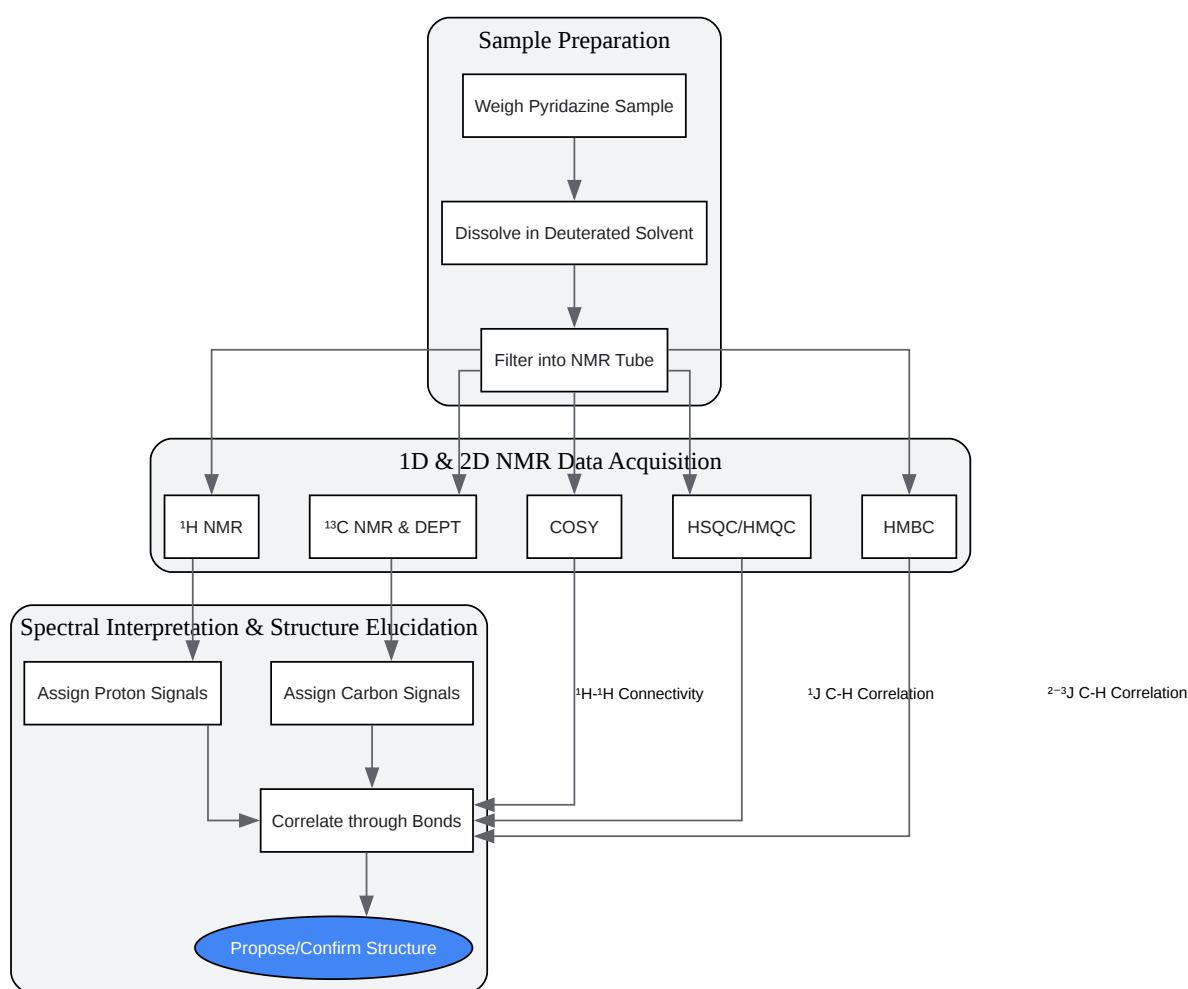 Sample Preparation
Weigh Pyridazine Sample
Dissolve in Deuterated Solvent
Filter into NMR Tube
1D & 2D NMR Data Acquisition
¹H NMR
¹³C NMR & DEPT
COSY
HSQC/HMQC
HMBC
Spectral Interpretation & Structure Elucidation
Assign Proton Signals
Assign Carbon Signals
¹H-¹H Connectivity
¹J C-H Correlation
²⁻³J C-H Correlation
Correlate through Bonds
Propose/Confirm Structure